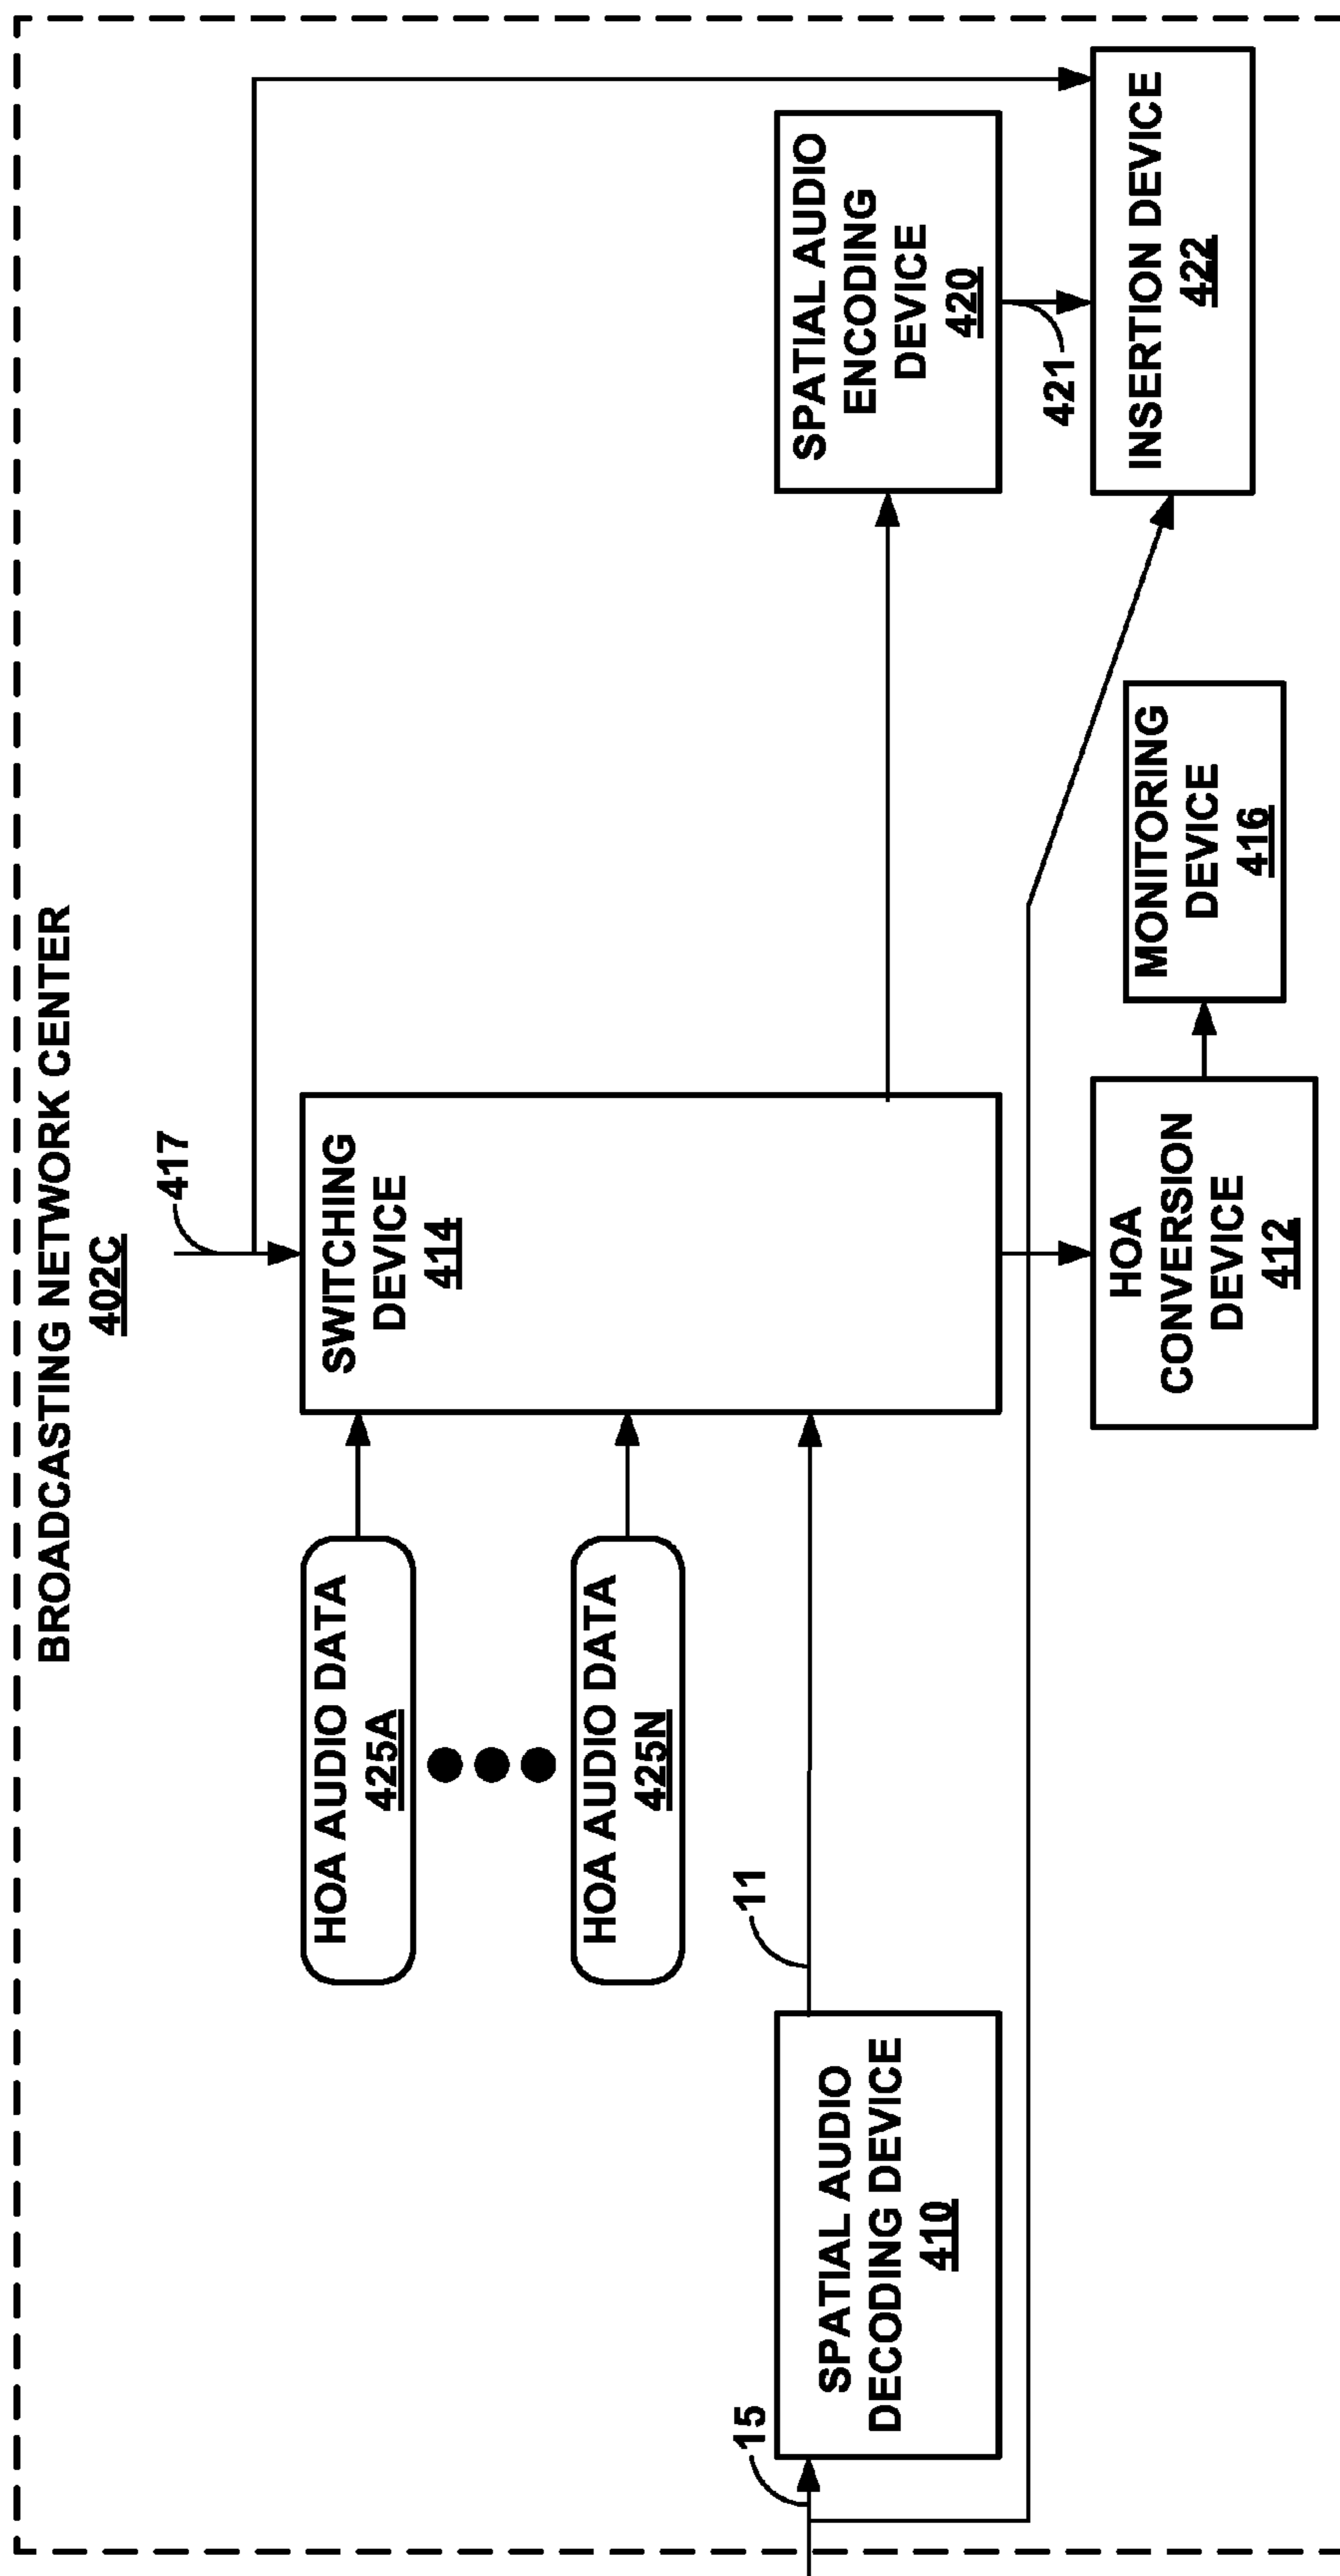 BROADCASTING NETWORK CENTER
402C
417
HOA AUDIO DATA
425A
HOA AUDIO DATA
425N
SWITCHING
DEVICE
414
15
SPATIAL AUDIO
DECODING DEVICE
410
11
SPATIAL AUDIO
ENCODING
DEVICE
420
421
HOA
CONVERSION
DEVICE
412
MONITORING
DEVICE
416
INSERTION DEVICE
422